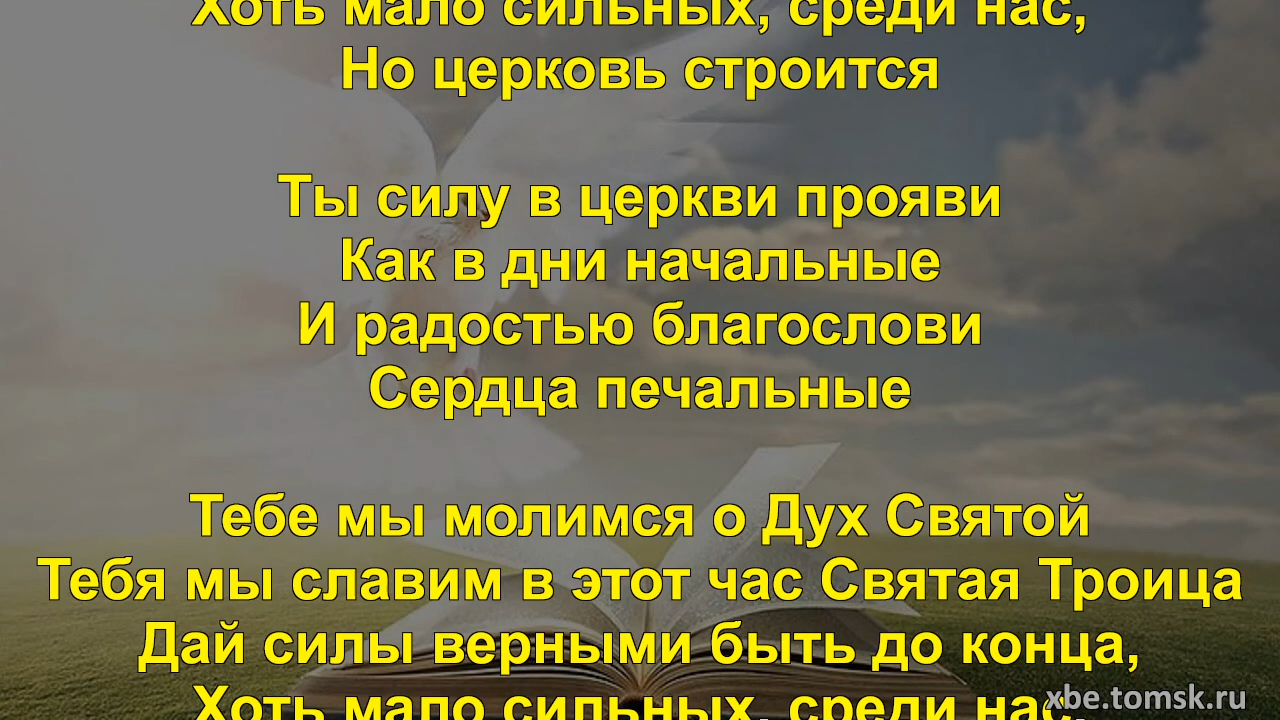 Хоть мало сильных, среди нас,
Но церковь строится
Ты силу в церкви прояви
Как в дни начальные
И радостью благослови
Сердца печальные
Тебе мы молимся о Дух Святой
Тебя мы славим в этот час Святая Троица
Дай силы верными быть до конца,
Хоть мало сильных, среди нас,
xbe.tomsk.ru